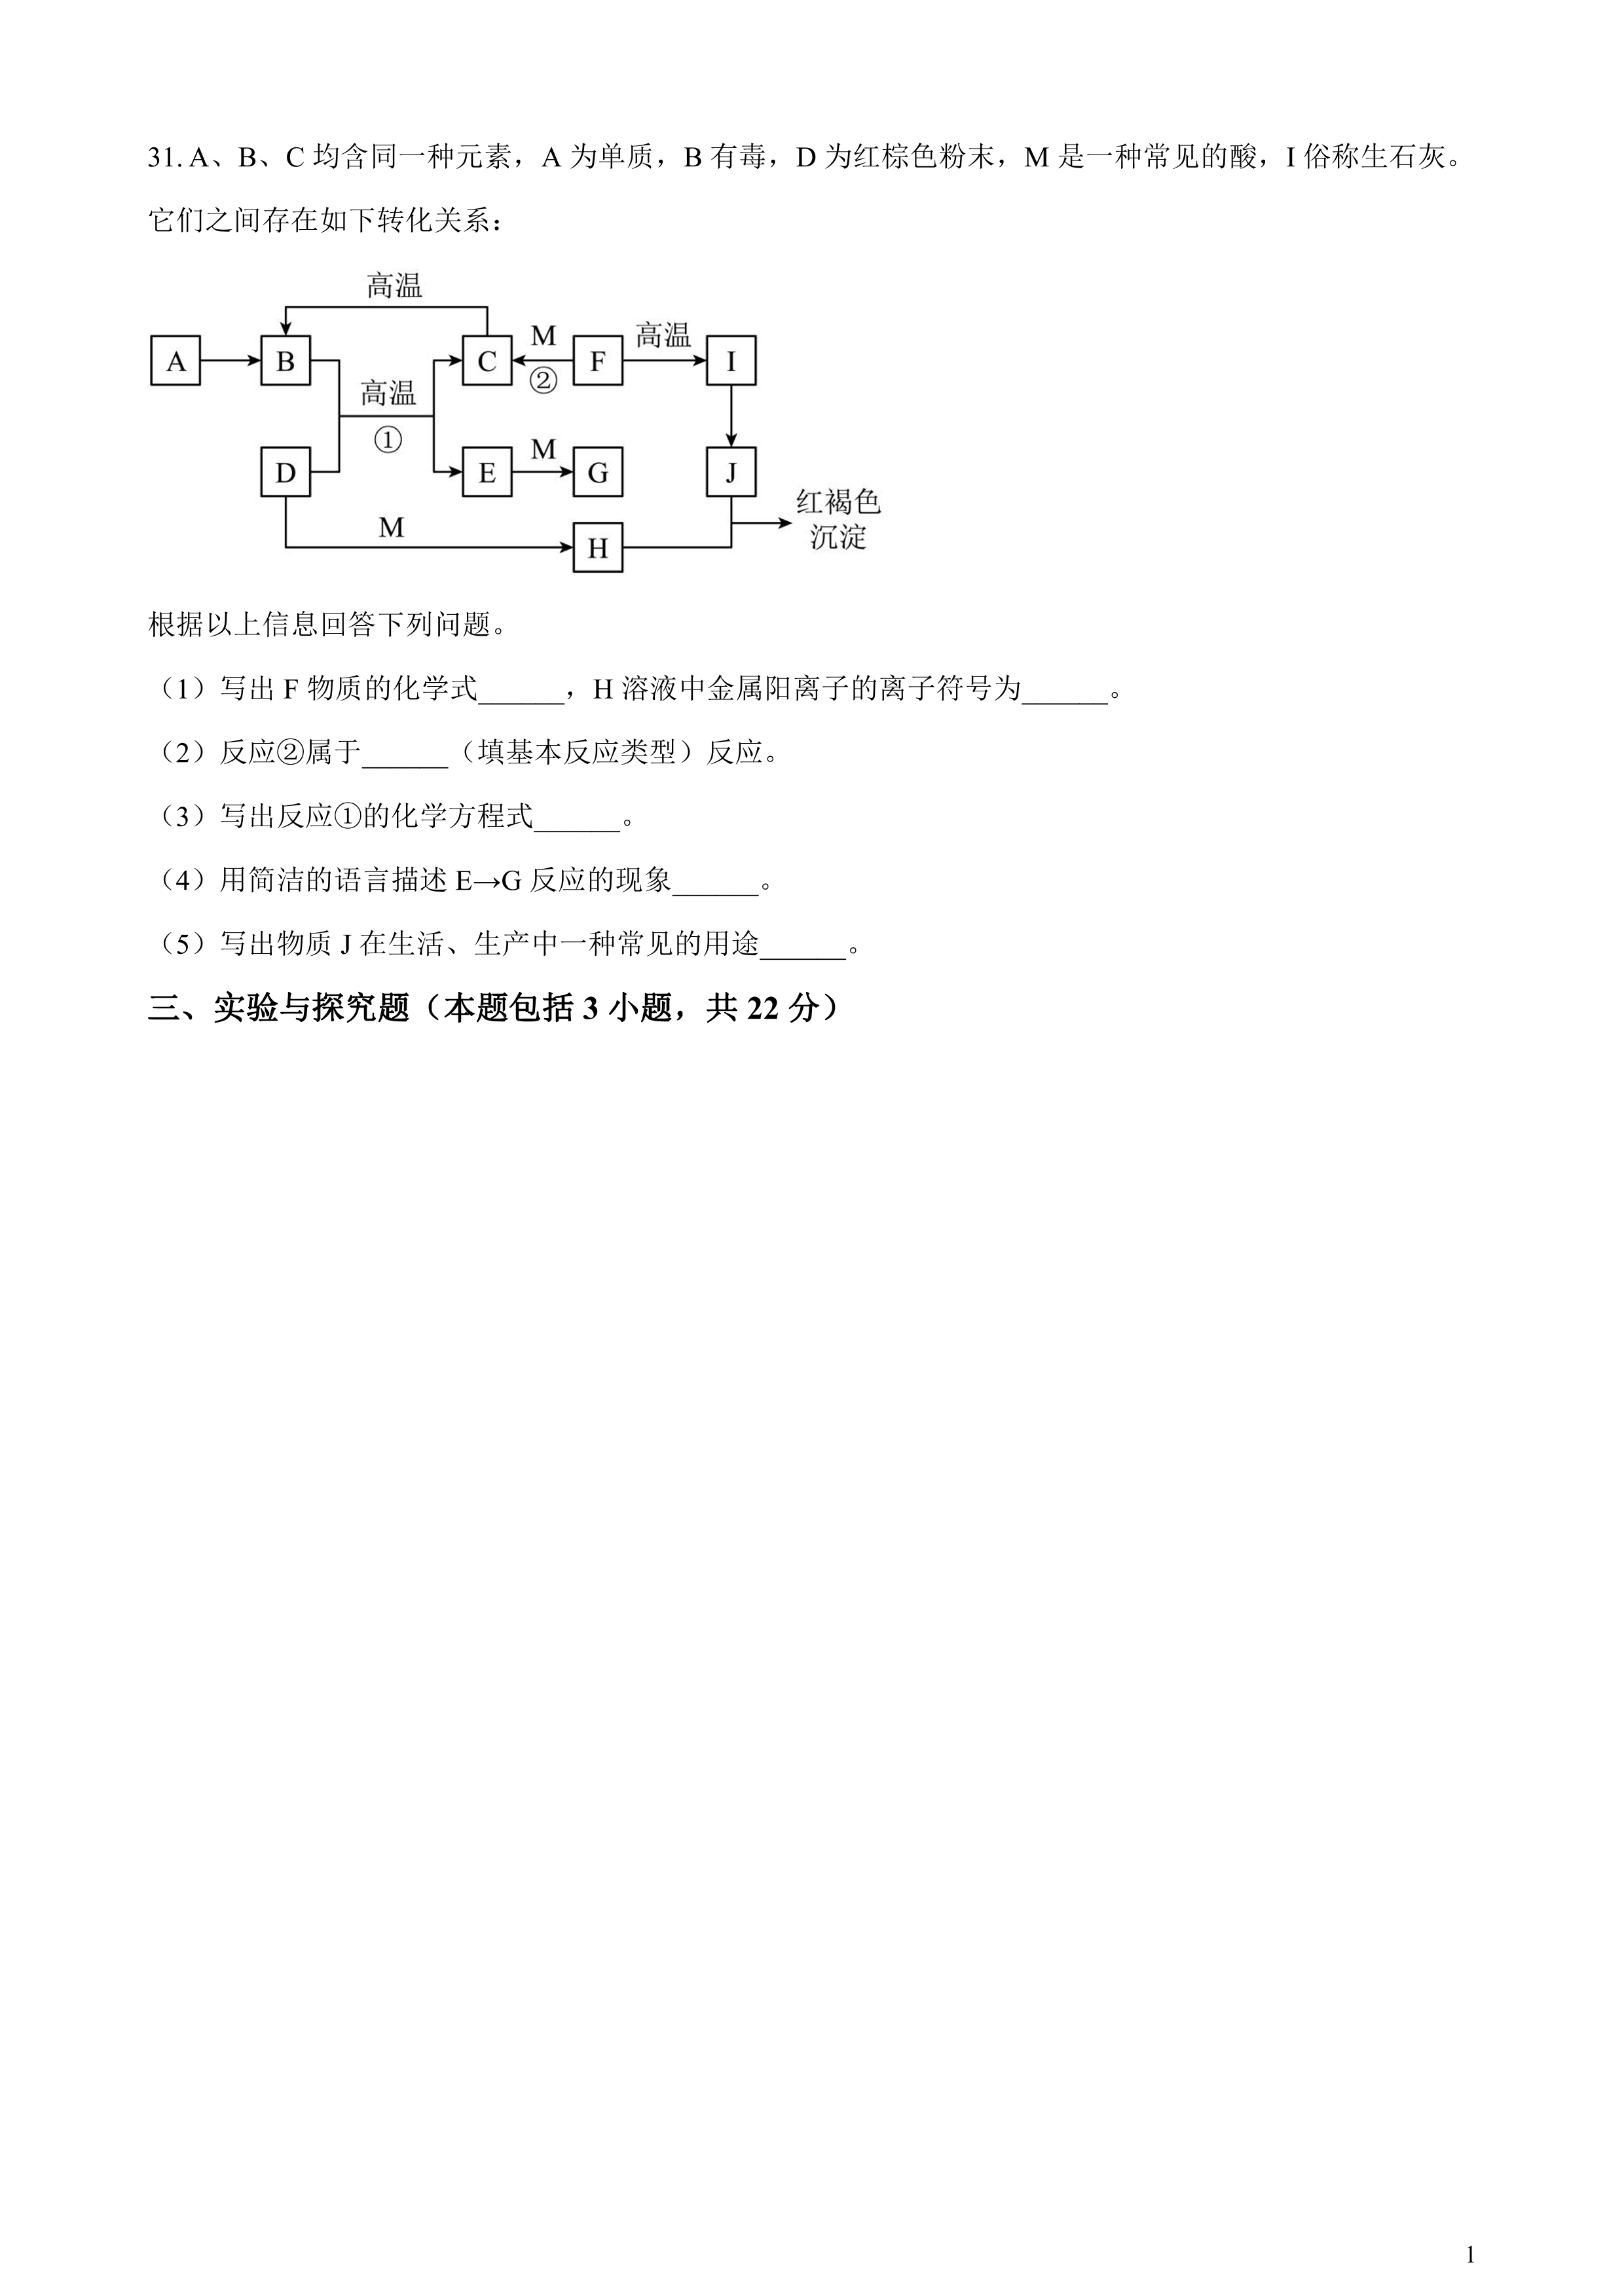 31. A、B、C 均含同一种元素，A 为单质，B 有毒，D 为红棕色粉末，M 是一种常见的酸，I 俗称生石灰。
它们之间存在如下转化关系：
高温
A B C M F 高温 I
②
高温
①
D E M G J
红褐色
沉淀
M
H
根据以上信息回答下列问题。
（1）写出 F 物质的化学式______，H 溶液中金属阳离子的离子符号为______。
（2）反应②属于______（填基本反应类型）反应。
（3）写出反应①的化学方程式______。
（4）用简洁的语言描述 E→G 反应的现象______。
（5）写出物质 J 在生活、生产中一种常见的用途______。
三、实验与探究题（本题包括 3 小题，共 22 分）
1